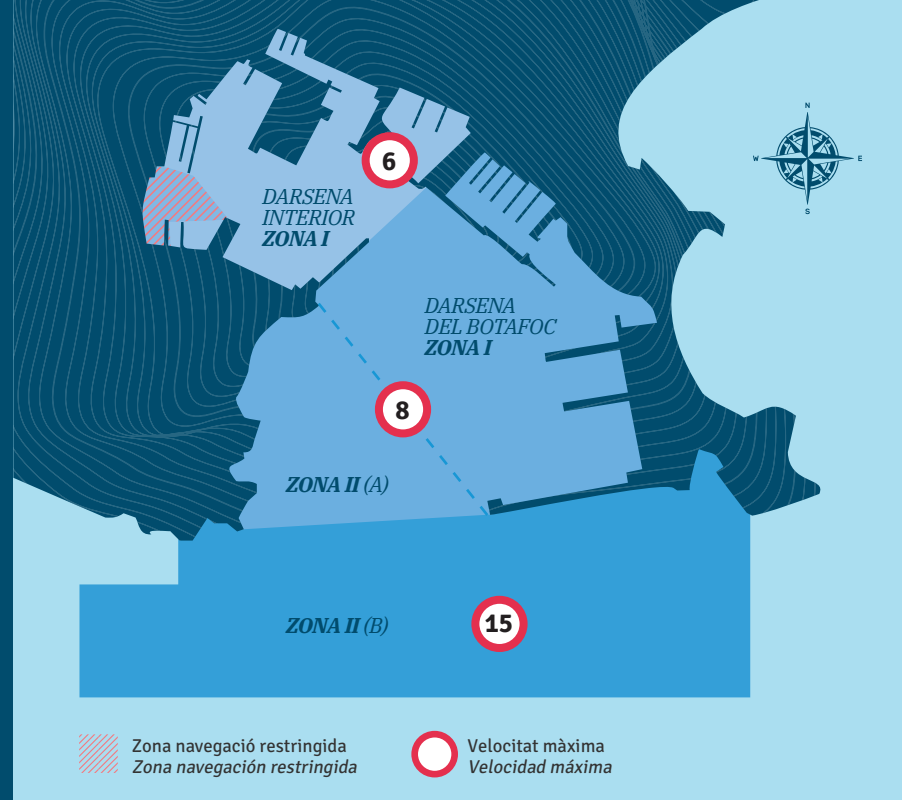 N
W
E
S
6
DARSENA
INTERIOR
ZONA I
DARSENA
DEL BOTAFOC
ZONA I
8
ZONA II (A)
ZONA II (B)
15
Zona navegació restringida
Zona navegación restringida
Velocitat màxima
Velocidad máxima